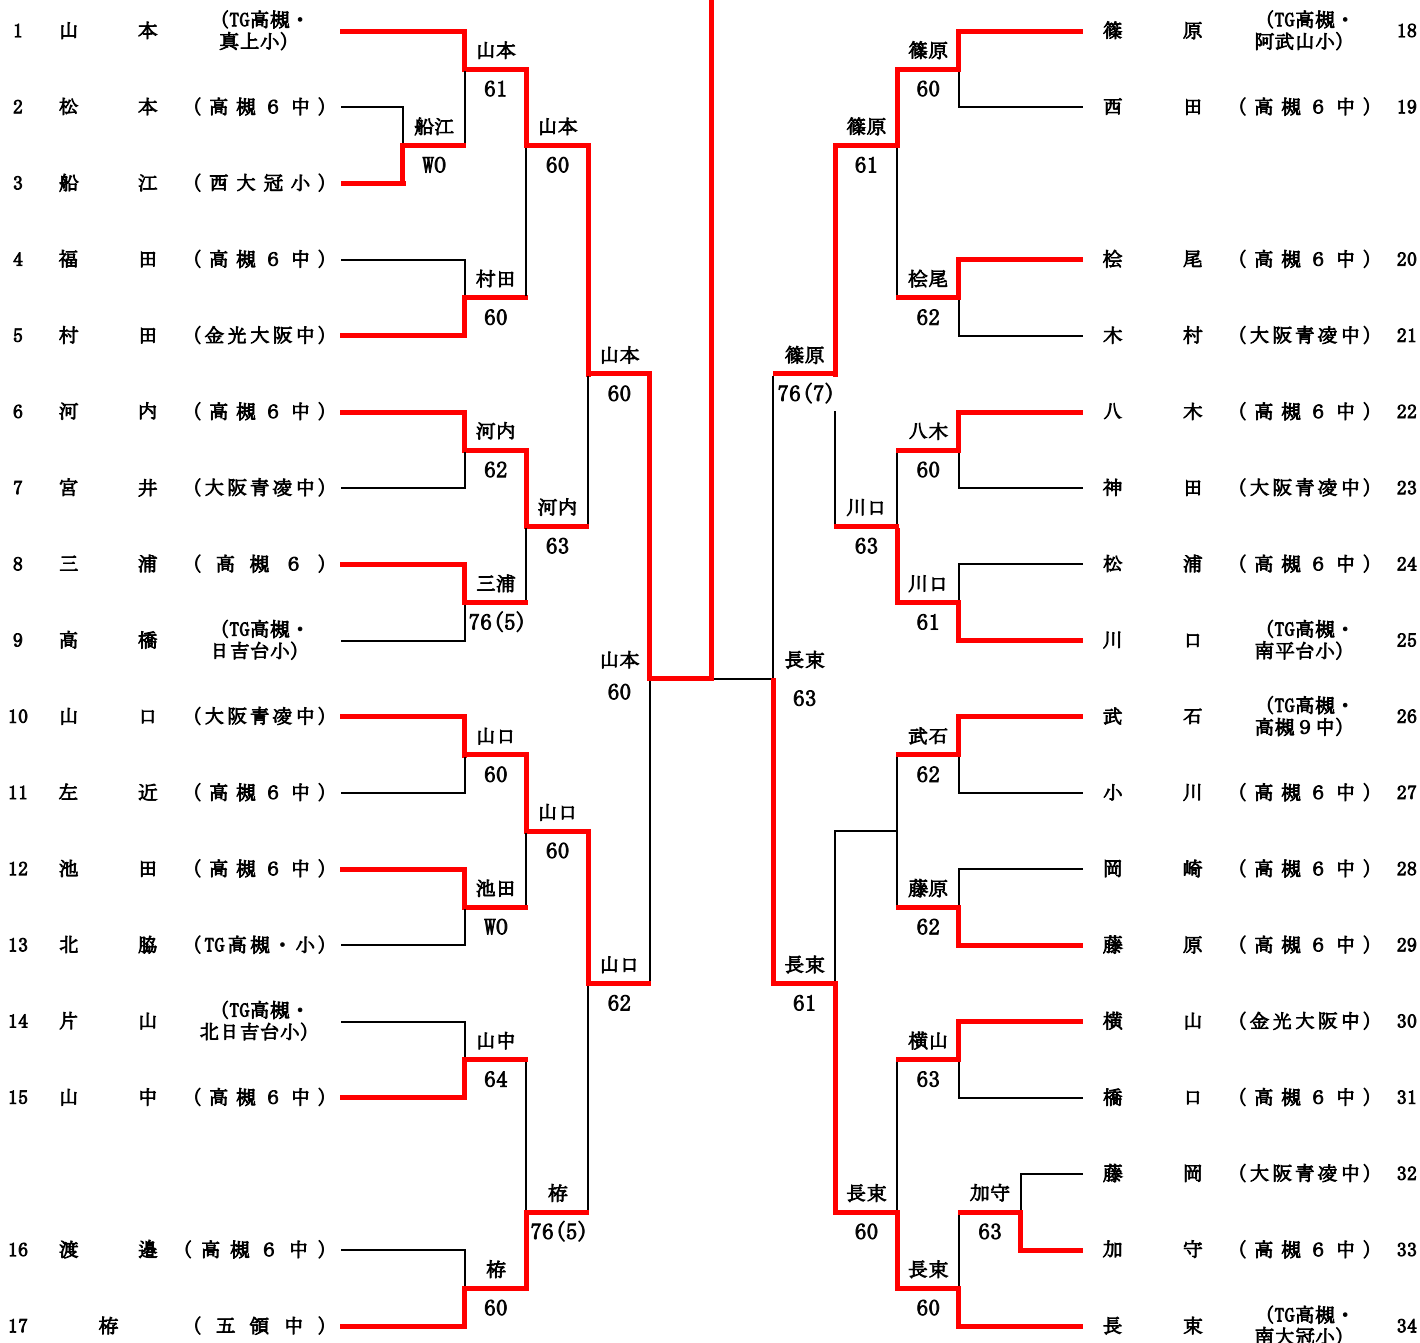 1 山 本 (TG高槻・
真上小)
2 松 本 (高槻６中)
3 船 江 (西大冠小)
4 福 田 (高槻６中)
5 村 田 (金光大阪中)
6 河 内 (高槻６中)
7 宮 井 (大阪青凌中)
8 三 浦 (高槻６)
9 高 橋 (TG高槻・
日吉台小)
10 山 口 (大阪青凌中)
11 左 近 (高槻６中)
12 池 田 (高槻６中)
13 北 脇 (TG高槻・小)
14 片 山 (TG高槻・
北日吉台小)
15 山 中 (高槻６中)
16 渡 邉 (高槻６中)
17 栫 (五領中)
船江
WO
山本
61
村田
60
河内
62
三浦
76(5)
山口
60
池田
WO
山中
64
栫
60
山本
60
河内
63
山口
60
栫
76(5)
山本
60
山口
62
山本
60
長束
63
篠原
76(7)
長束
61
篠原
61
川口
63
長束
60
篠原
60
桧尾
62
八木
60
川口
61
武石
62
藤原
62
横山
63
長束
60
加守
63
篠 原 (TG高槻・
阿武山小) 18
西 田 (高槻６中) 19
桧 尾 (高槻６中) 20
木 村 (大阪青凌中) 21
八 木 (高槻６中) 22
神 田 (大阪青凌中) 23
松 浦 (高槻６中) 24
川 口 (TG高槻・
南平台小) 25
武 石 (TG高槻・
高槻９中) 26
小 川 (高槻６中) 27
岡 崎 (高槻６中) 28
藤 原 (高槻６中) 29
横 山 (金光大阪中) 30
橋 口 (高槻６中) 31
藤 岡 (大阪青凌中) 32
加 守 (高槻６中) 33
長 束 (TG高槻・
南大冠小) 34